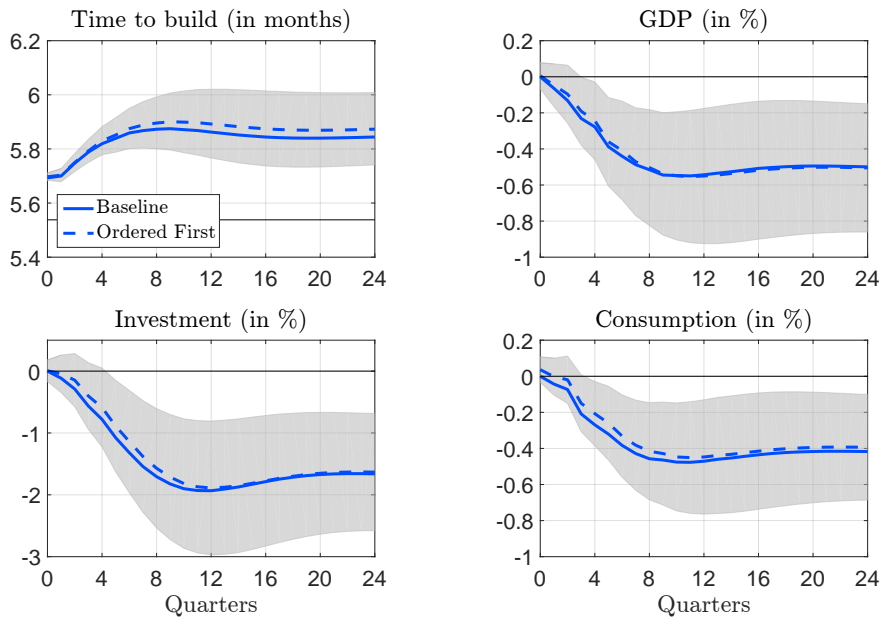 Time to build (in months)
6.2
6
5.8
5.6
5.4
Baseline
Ordered First
0 4 8 12 16 20 24
GDP (in %)
0.2
0
-0.2
-0.4
-0.6
-0.8
-1
0 4 8 12 16 20 24
Investment (in %)
0
-1
-2
-3
0 4 8 12 16 20 24
Quarters
Consumption (in %)
0.2
0
-0.2
-0.4
-0.6
-0.8
-1
0 4 8 12 16 20 24
Quarters